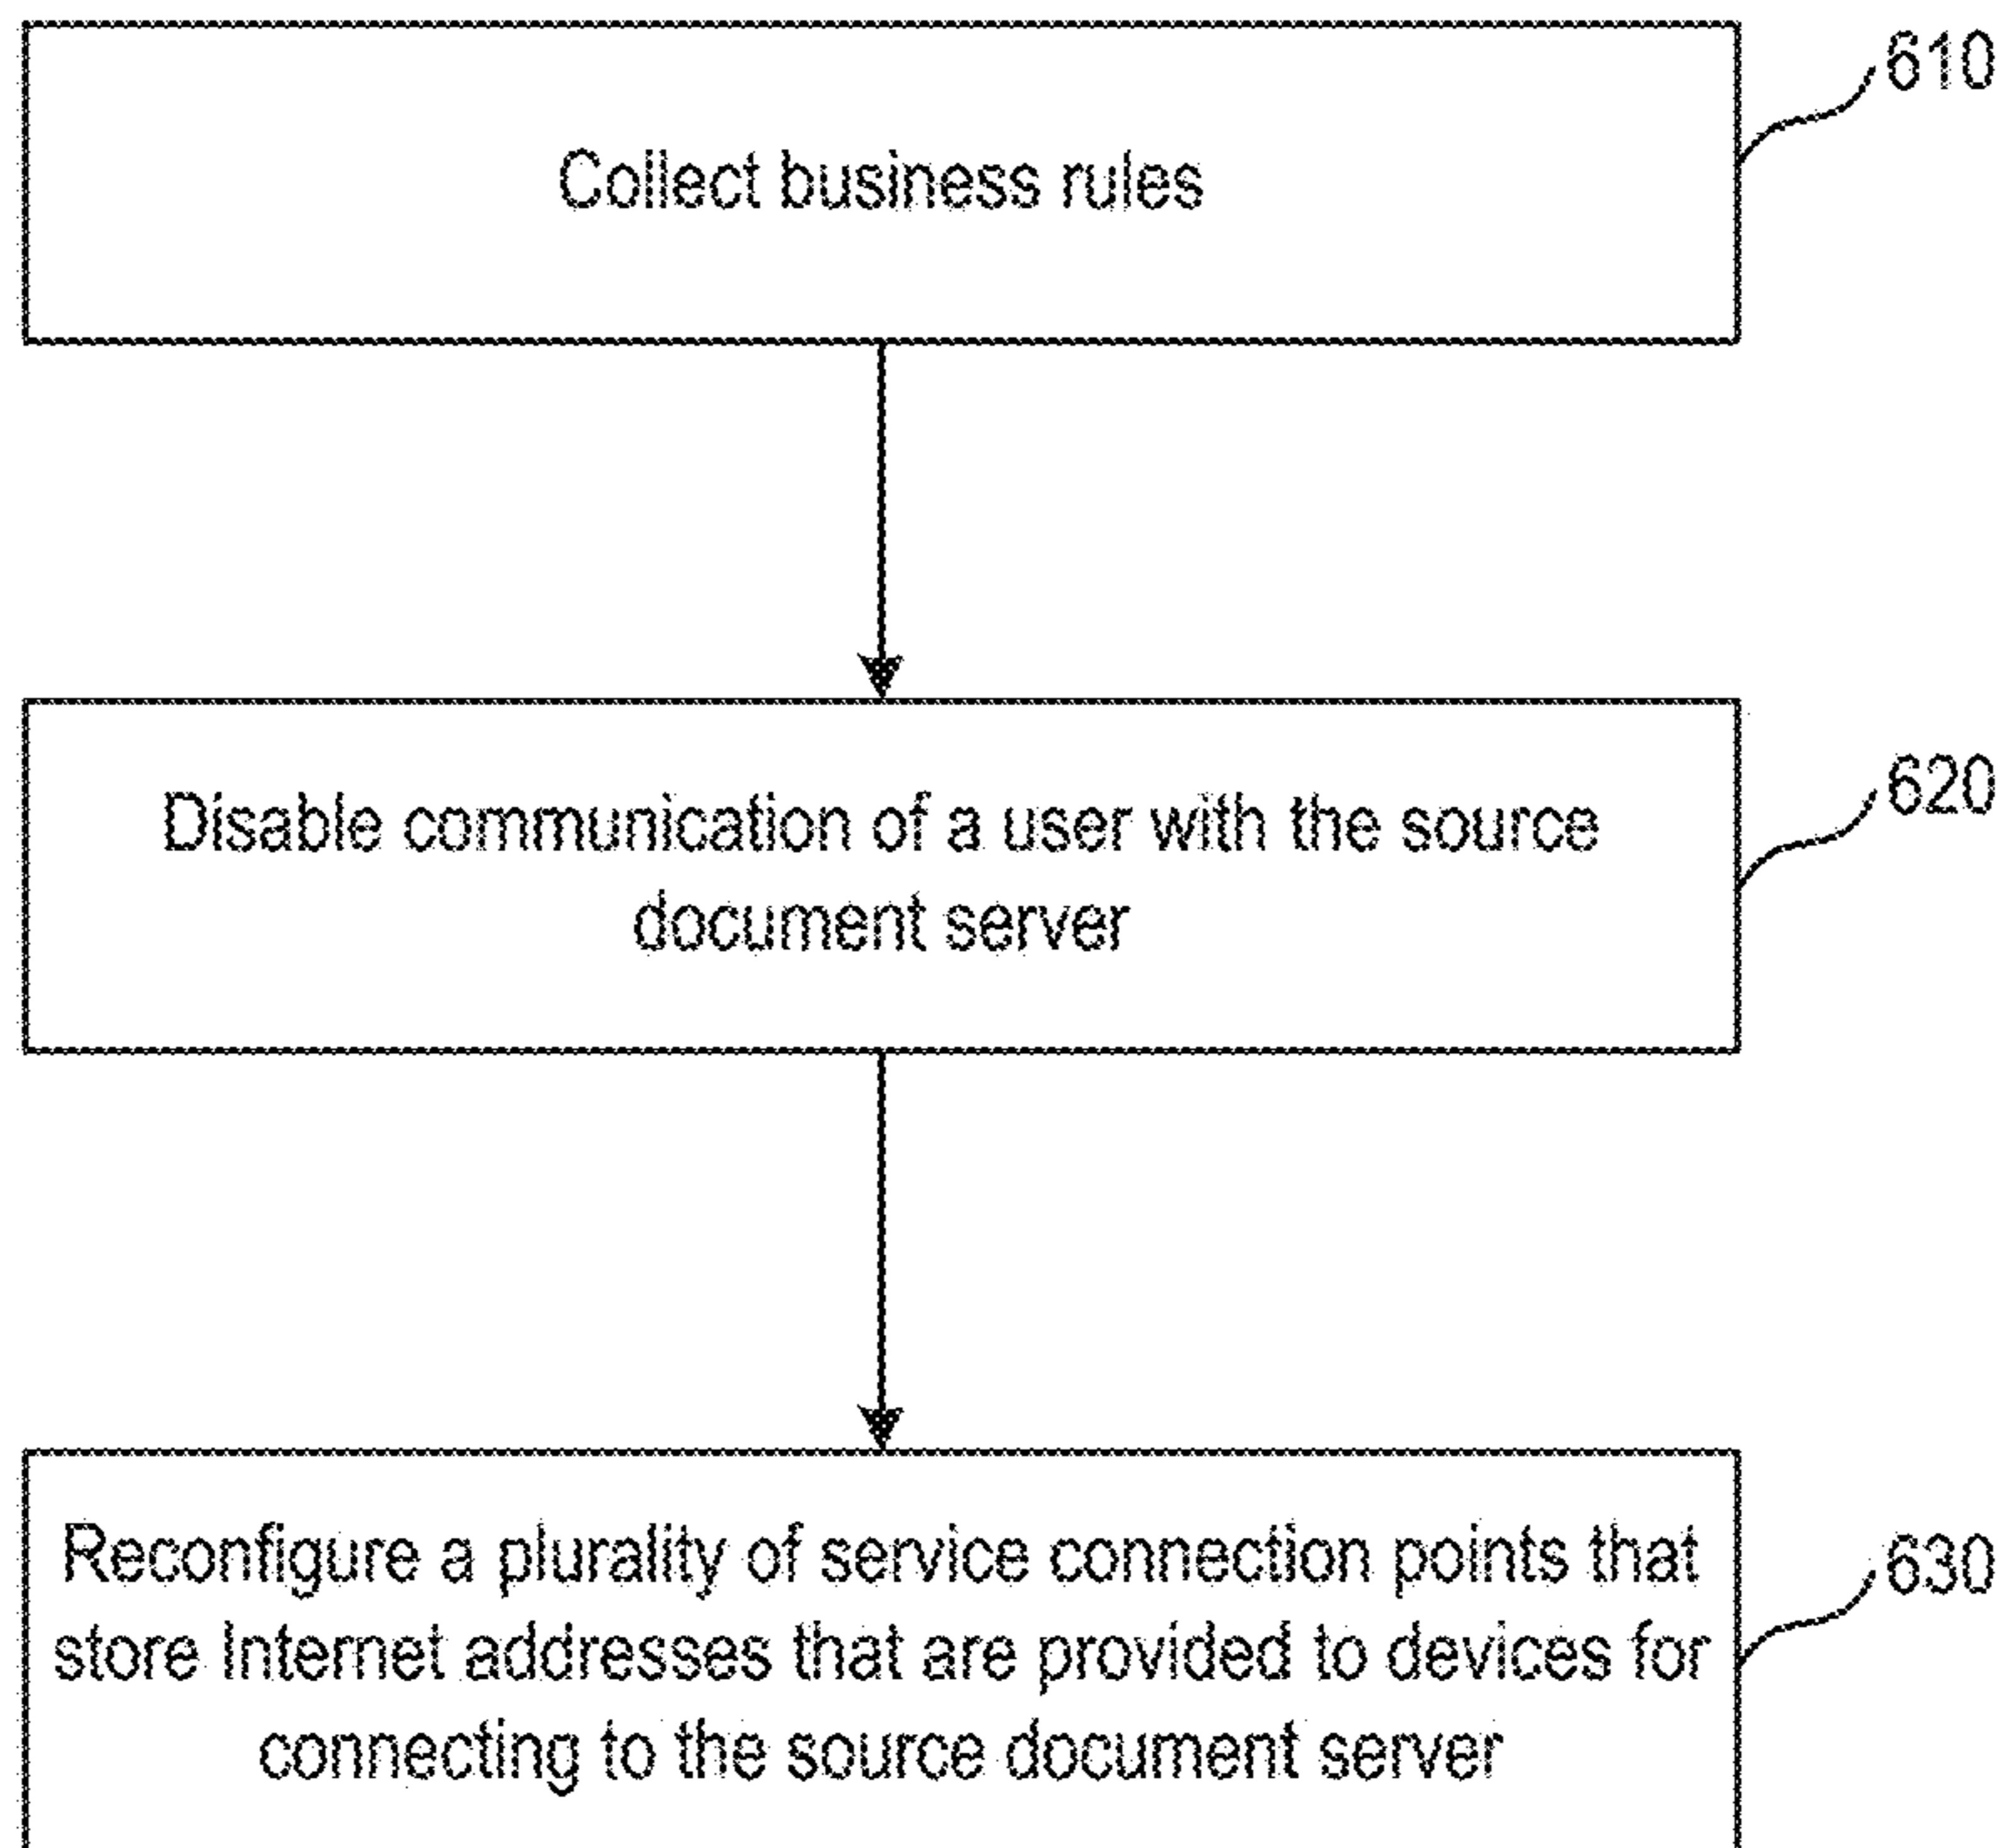 610
Collect business rules
620
Disable communication of a user with the source
document server
630
Reconfigure a plurality of service connection points that
store Internet addresses that are provided to devices for
connecting to the source document server